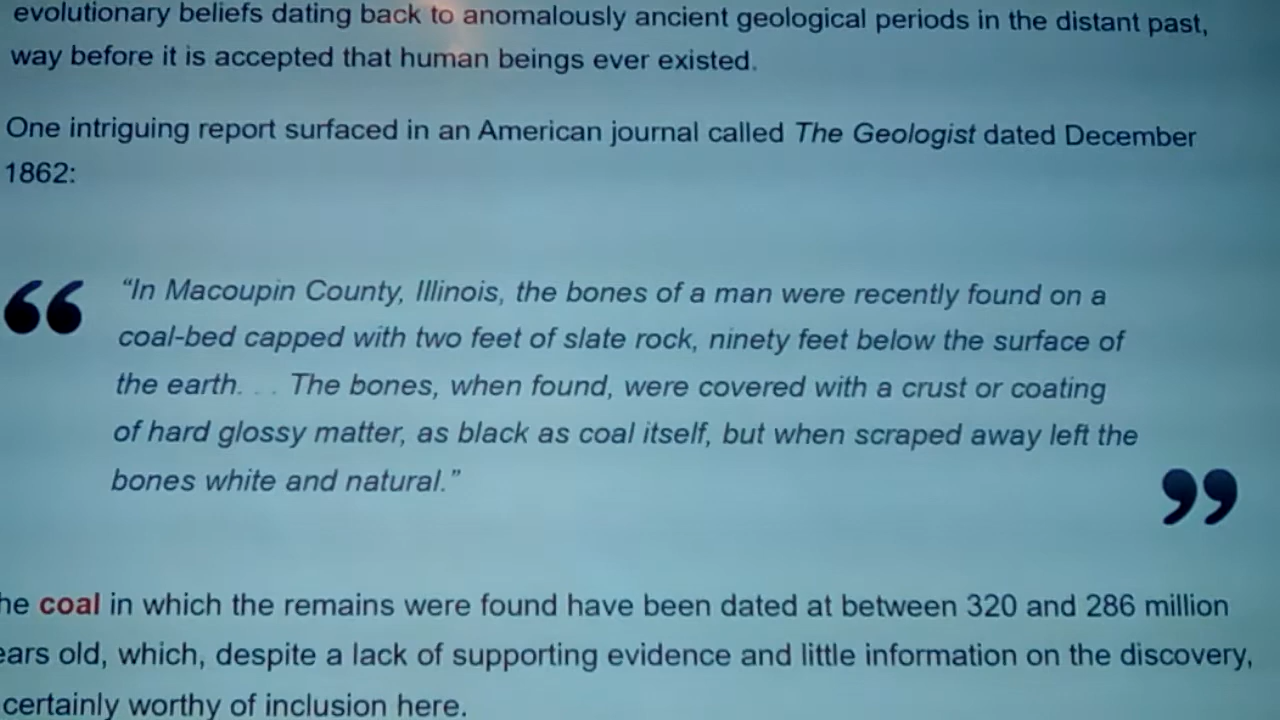 evolutionary beliefs dating back to anomalously ancient geological periods in the distant past,
way before it is accepted that human beings ever existed.
One intriguing report surfaced in an American journal called The Geologist dated December
1862:
“
“In Macoupin County, Illinois, the bones of a man were recently found on a
coal-bed capped with two feet of slate rock, ninety feet below the surface of
the earth. . . The bones, when found, were covered with a crust or coating
of hard glossy matter, as black as coal itself, but when scraped away left the
bones white and natural.”
”
he coal in which the remains were found have been dated at between 320 and 286 million
ears old, which, despite a lack of supporting evidence and little information on the discovery,
certainly worthy of inclusion here.